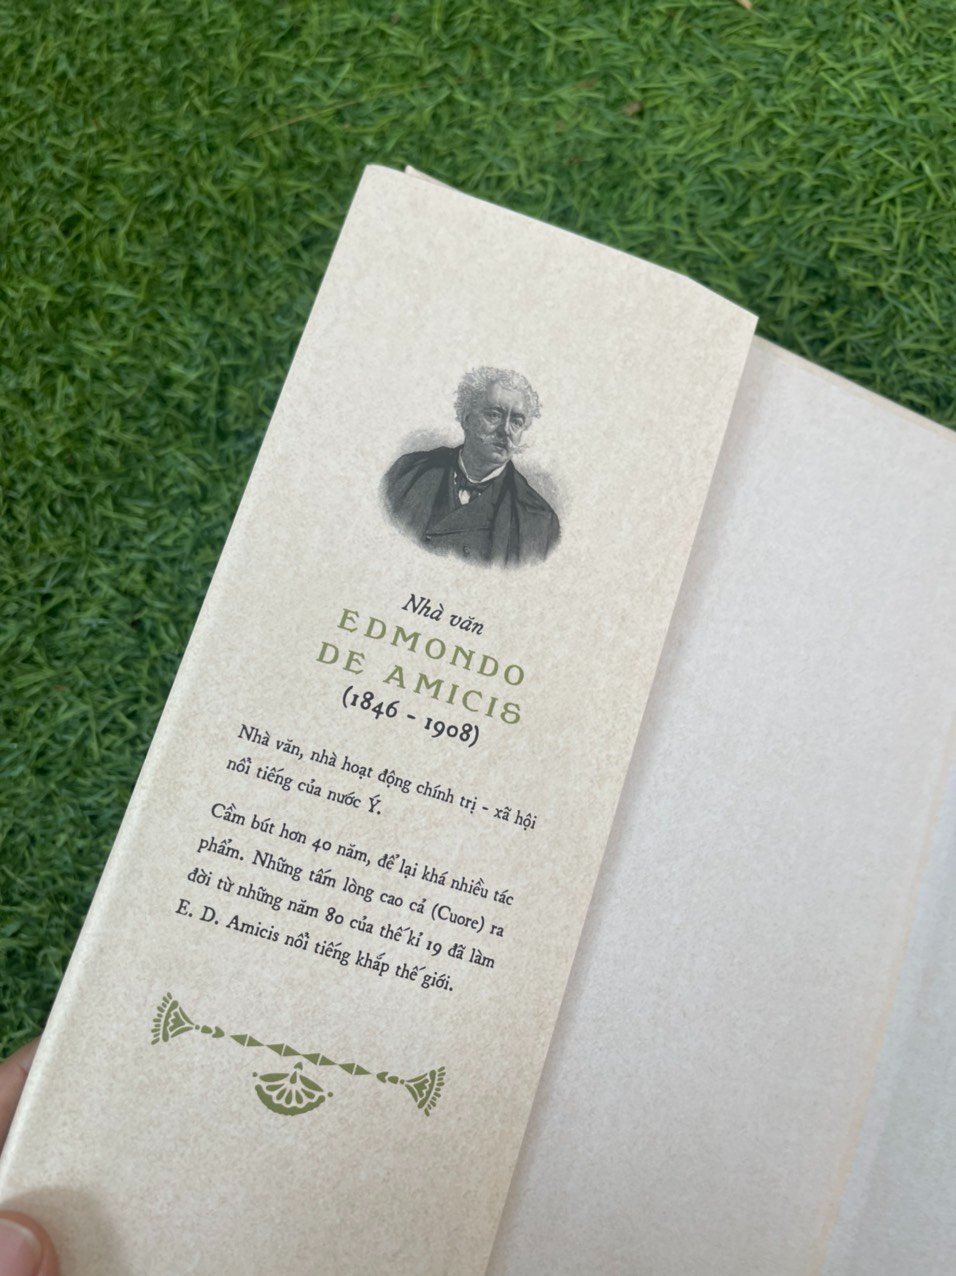 Nhà văn
EDMONDO
DE AMICIS
(1846 - 1908)
Nhà văn, nhà hoạt động chính trị - xã hội
nổi tiếng của nước Ý.
Cầm bút hơn 40 năm, để lại khá nhiều tác
phẩm. Những tấm lòng cao cả (Cuore) ra
đời từ những năm 80 của thế kỉ 19 đã làm
E. D. Amicis nổi tiếng khắp thế giới.